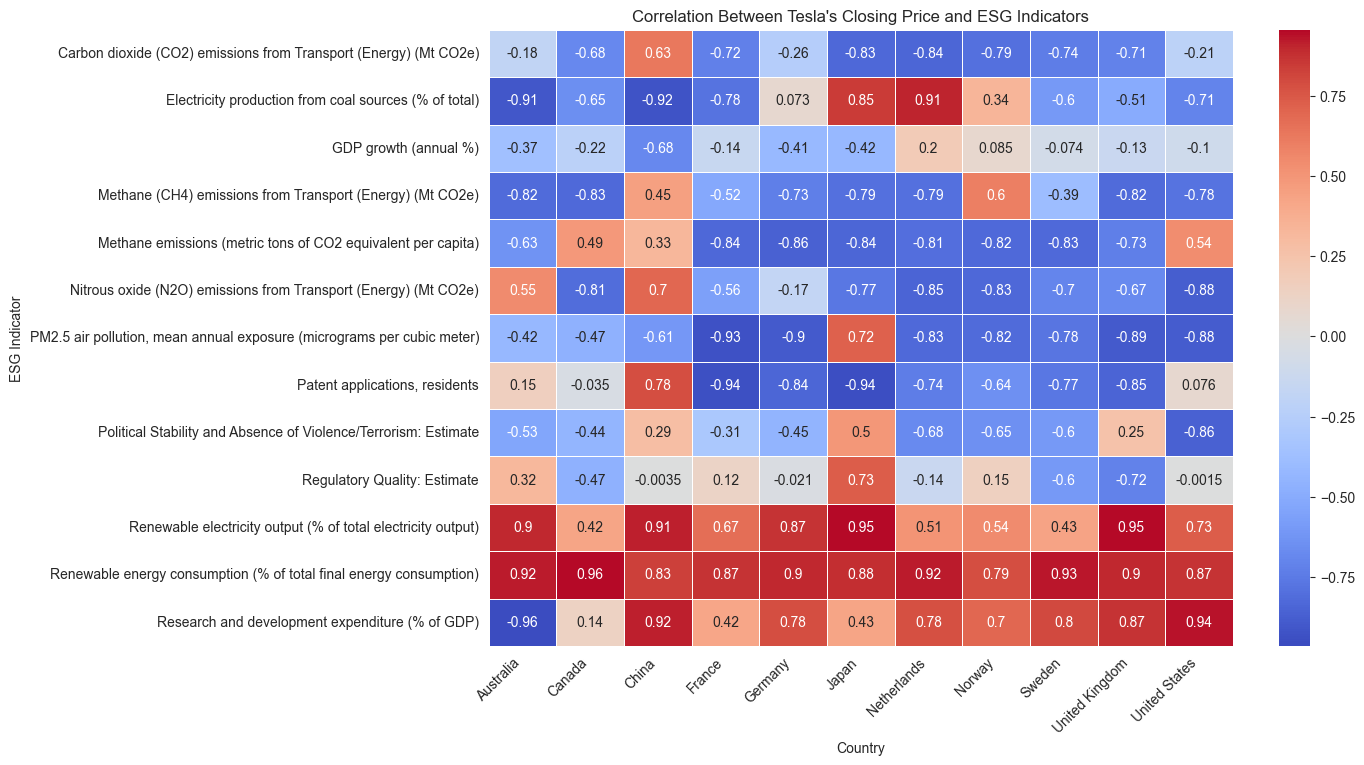 Correlation Between Tesla's Closing Price and ESG Indicators
Carbon dioxide (CO2) emissions from Transport (Energy) (Mt CO2e) -0.18 -0.68 0.63 -0.72 -0.26 -0.83 -0.84 -0.79 -0.74 -0.71 -0.21
Electricity production from coal sources (% of total) -0.91 -0.65 -0.92 -0.78 0.073 0.85 0.91 0.34 -0.6 -0.51 -0.71
0.75
GDP growth (annual %) -0.37 -0.22 -0.68 -0.14 -0.41 -0.42 0.2 0.085 -0.074 -0.13 -0.1
Methane (CH4) emissions from Transport (Energy) (Mt CO2e) -0.82 -0.83 0.45 -0.52 -0.73 -0.79 -0.79 0.6 -0.39 -0.82 -0.78
0.50
Methane emissions (metric tons of CO2 equivalent per capita) -0.63 0.49 0.33 -0.84 -0.86 -0.84 -0.81 -0.82 -0.83 -0.73 0.54
0.25
Nitrous oxide (N2O) emissions from Transport (Energy) (Mt CO2e) 0.55 -0.81 0.7 -0.56 -0.17 -0.77 -0.85 -0.83 -0.7 -0.67 -0.88
ESG Indicator
PM2.5 air pollution, mean annual exposure (micrograms per cubic meter) -0.42 -0.47 -0.61 -0.93 -0.9 0.72 -0.83 -0.82 -0.78 -0.89 -0.88
0.00
Patent applications, residents 0.15 -0.035 0.78 -0.94 -0.84 -0.94 -0.74 -0.64 -0.77 -0.85 0.076
-0.25
Political Stability and Absence of Violence/Terrorism: Estimate -0.53 -0.44 0.29 -0.31 -0.45 0.5 -0.68 -0.65 -0.6 0.25 -0.86
Regulatory Quality: Estimate 0.32 -0.47 -0.0035 0.12 -0.021 0.73 -0.14 0.15 -0.6 -0.72 -0.0015
-0.50
Renewable electricity output (% of total electricity output) 0.9 0.42 0.91 0.67 0.87 0.95 0.51 0.54 0.43 0.95 0.73
Renewable energy consumption (% of total final energy consumption) 0.92 0.96 0.83 0.87 0.9 0.88 0.92 0.79 0.93 0.9 0.87
-0.75
Research and development expenditure (% of GDP) -0.96 0.14 0.92 0.42 0.78 0.43 0.78 0.7 0.8 0.87 0.94
Australia
Canada
China
France
Germany
Japan
Netherlands
Norway
Sweden
United Kingdom
United States
Country